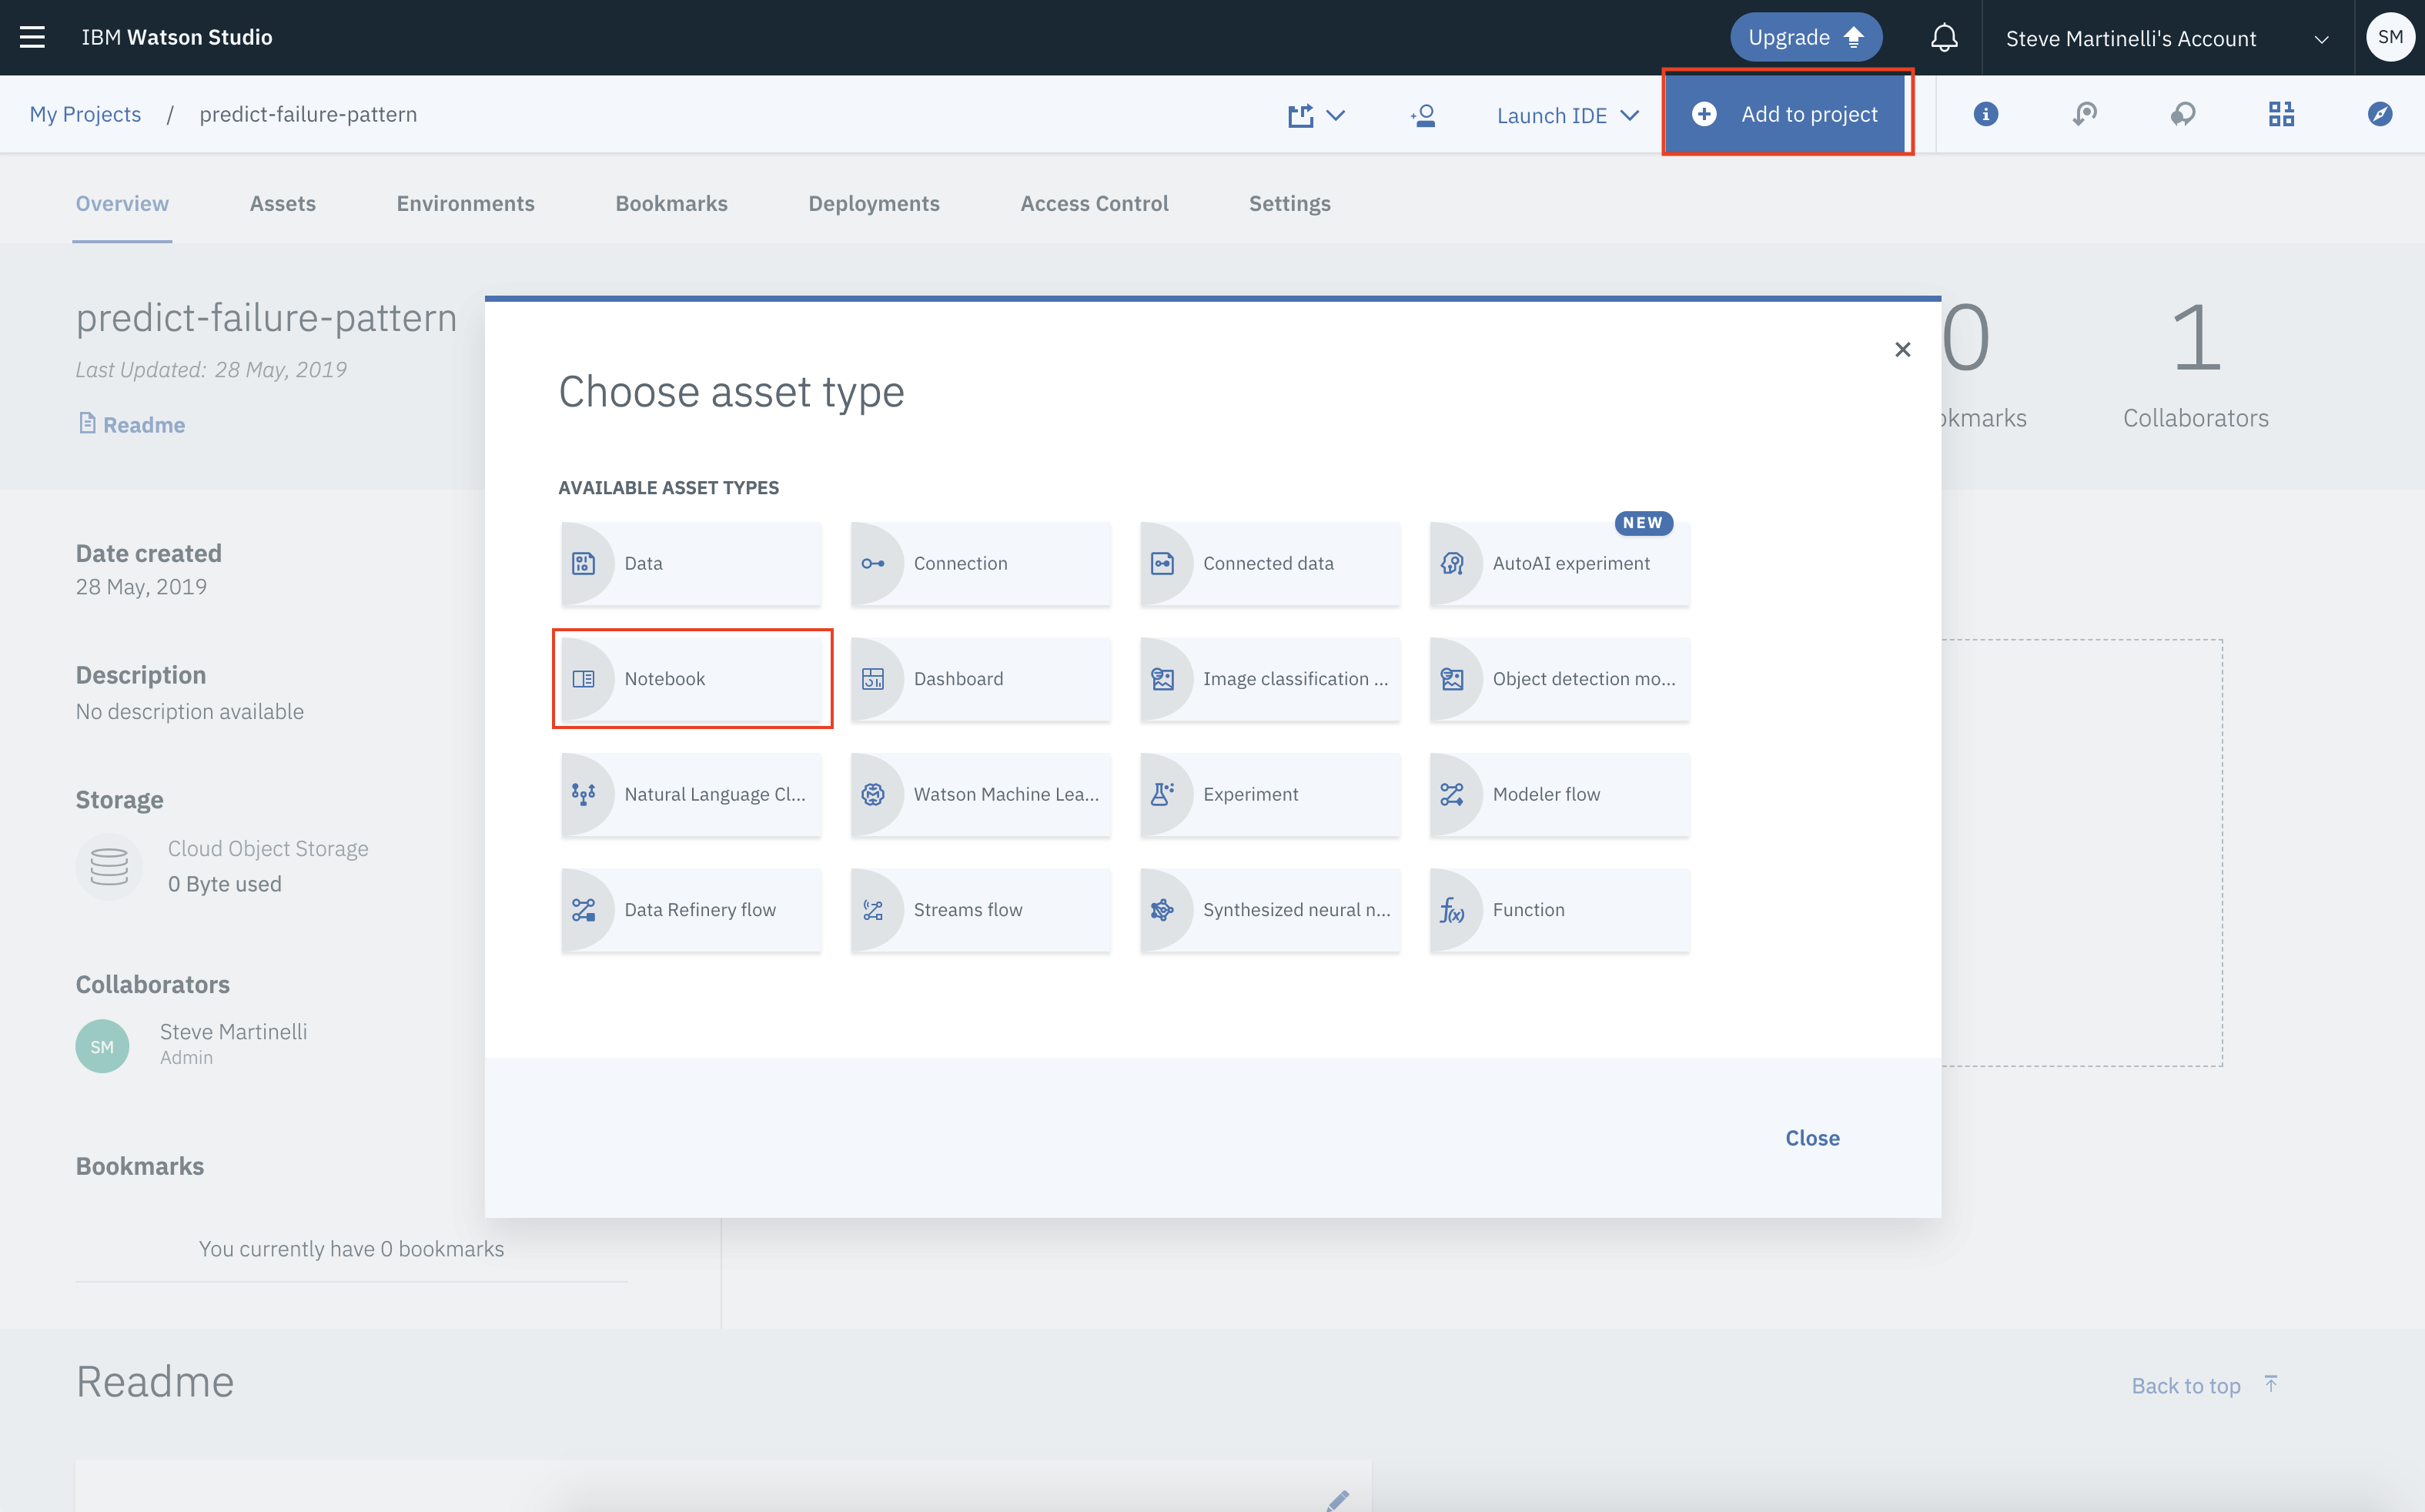 IBM Watson Studio
Upgrade
Steve Martinelli's Account
SM
My Projects / predict-failure-pattern
Launch IDE
Add to project
Overview
Assets
Environments
Bookmarks
Deployments
Access Control
Settings
predict-failure-pattern
Last Updated: 28 May, 2019
Readme
0
okmarks
1
Collaborators
Date created
28 May, 2019
Description
No description available
Storage
Cloud Object Storage
0 Byte used
Collaborators
SM
Steve Martinelli
Admin
Bookmarks
You currently have 0 bookmarks
Choose asset type
AVAILABLE ASSET TYPES
Data
Connection
Connected data
NEW
AutoAI experiment
Notebook
Dashboard
Image classification ...
Object detection mo...
Natural Language Cl...
Watson Machine Lea...
Experiment
Modeler flow
Data Refinery flow
Streams flow
Synthesized neural n...
f(x)
Function
Close
Readme
Back to top